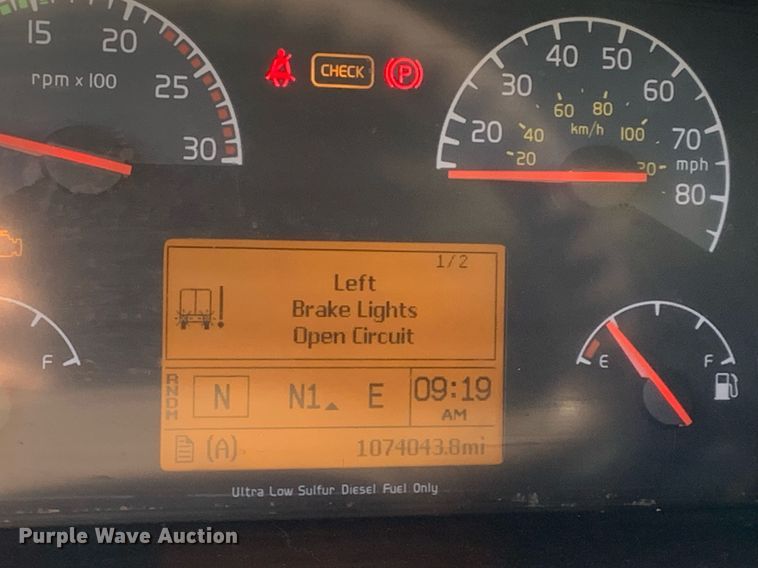 15
20
25
30
rpm x 100
CHECK
P
20
30
40
50
60
70
80
mph
20
40
60
80
100
km/h
1/2
Left
Brake Lights
Open Circuit
RNDM
N
N1
E
09:19
AM
(A)
1074043.8mi
F
E
F
Ultra Low Sulfur Diesel Fuel Only
Purple Wave Auction